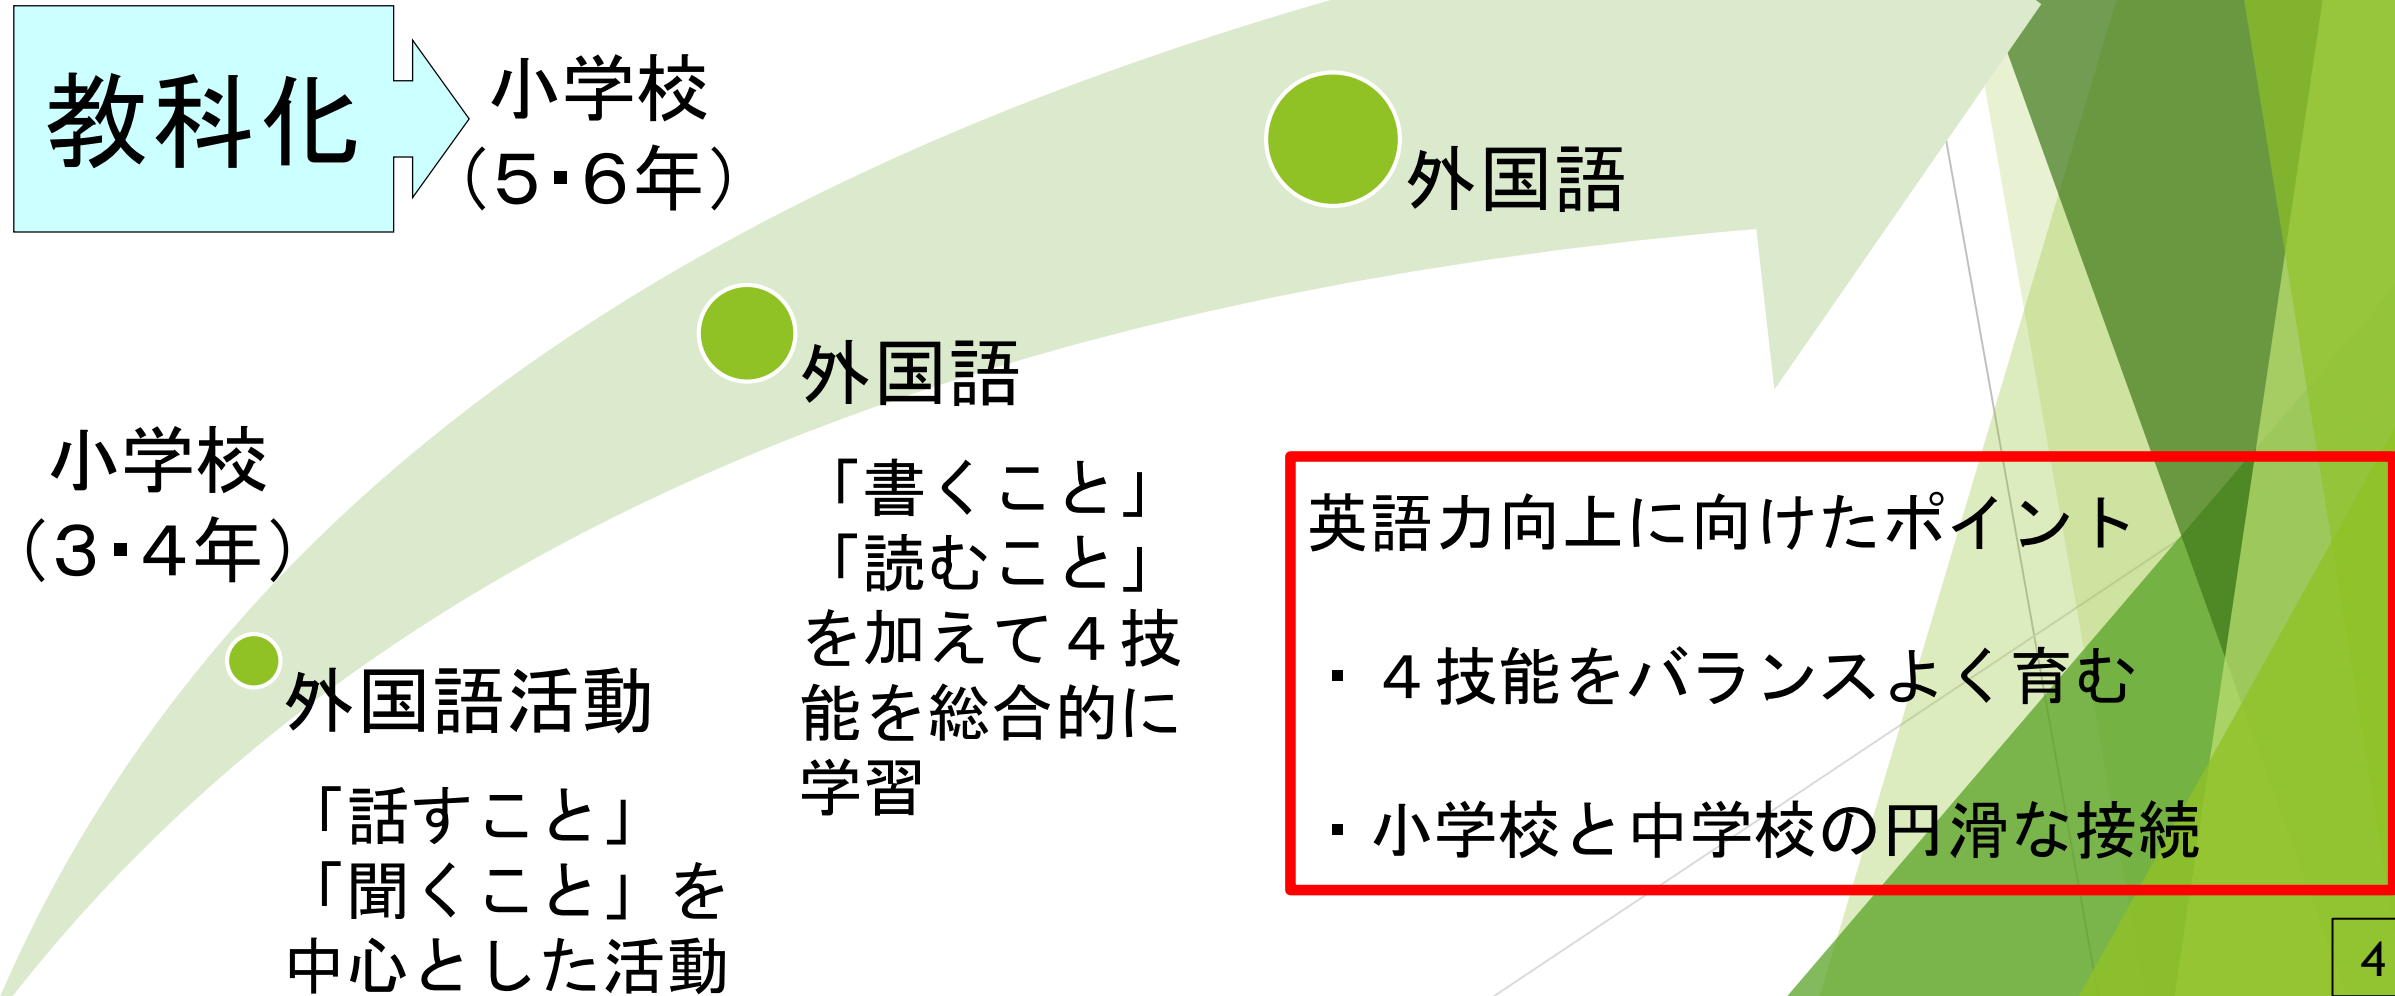 教科化
小学校
（５･６年）
外国語
外国語
「書くこと」
「読むこと」
を加えて４技
能を総合的に
学習
小学校
（３･４年）
外国語活動
「話すこと」
「聞くこと」を
中心とした活動
英語力向上に向けたポイント
・４技能をバランスよく育む
・小学校と中学校の円滑な接続
4